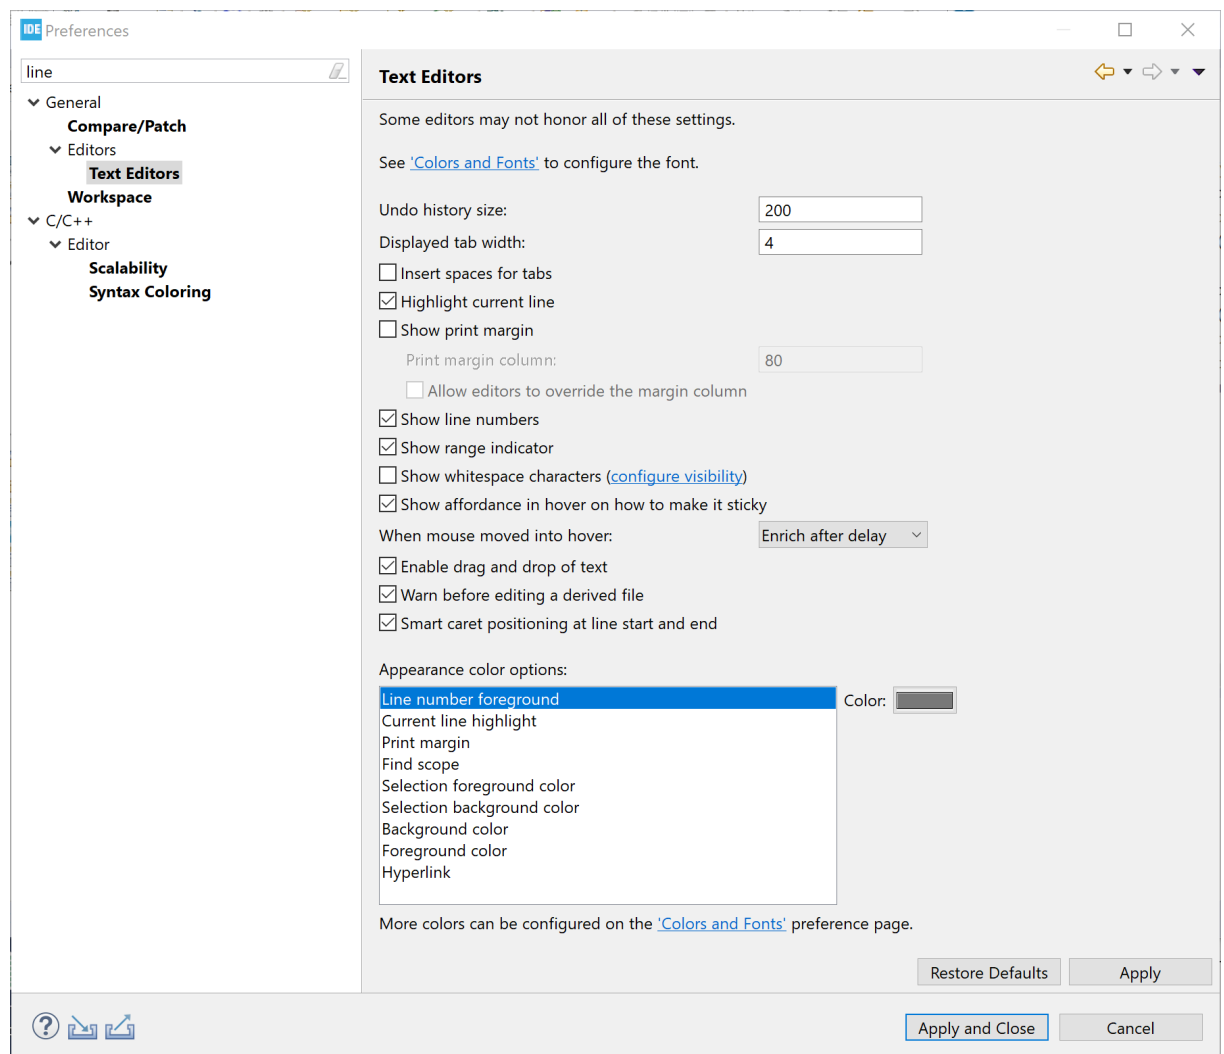 IDE Preferences
line
General
Compare/Patch
Editors
Text Editors
Workspace
C/C++
Editor
Scalability
Syntax Coloring
Text Editors
Some editors may not honor all of these settings.
See 'Colors and Fonts' to configure the font.
Undo history size: 200
Displayed tab width: 4
Insert spaces for tabs
Highlight current line
Show print margin
Print margin column: 80
Allow editors to override the margin column
Show line numbers
Show range indicator
Show whitespace characters (configure visibility)
Show affordance in hover on how to make it sticky
When mouse moved into hover: Enrich after delay
Enable drag and drop of text
Warn before editing a derived file
Smart caret positioning at line start and end
Appearance color options:
Line number foreground
Color:
Current line highlight
Print margin
Find scope
Selection foreground color
Selection background color
Background color
Foreground color
Hyperlink
More colors can be configured on the 'Colors and Fonts' preference page.
Restore Defaults Apply
? Apply and Close Cancel